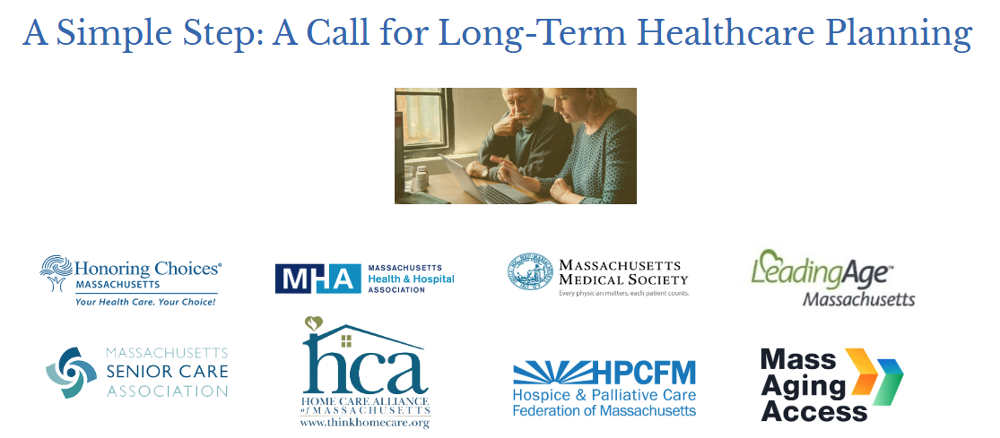 A Simple Step: A Call for Long-Term Healthcare Planning
Honoring Choices®
MASSACHUSETTS
Your Health Care. Your Choice!
MHA
MASSACHUSETTS
Health & Hospital
ASSOCIATION
MASSACHUSETTS
MEDICAL SOCIETY
Every physician matters, each patient counts.
LeadingAge™
Massachusetts
MASSACHUSETTS
SENIOR CARE
ASSOCIATION
hca
HOME CARE ALLIANCE
of MASSACHUSETTS
www.thinkhomecare.org
HPCFM
Hospice & Palliative Care
Federation of Massachusetts
Mass
Aging
Access